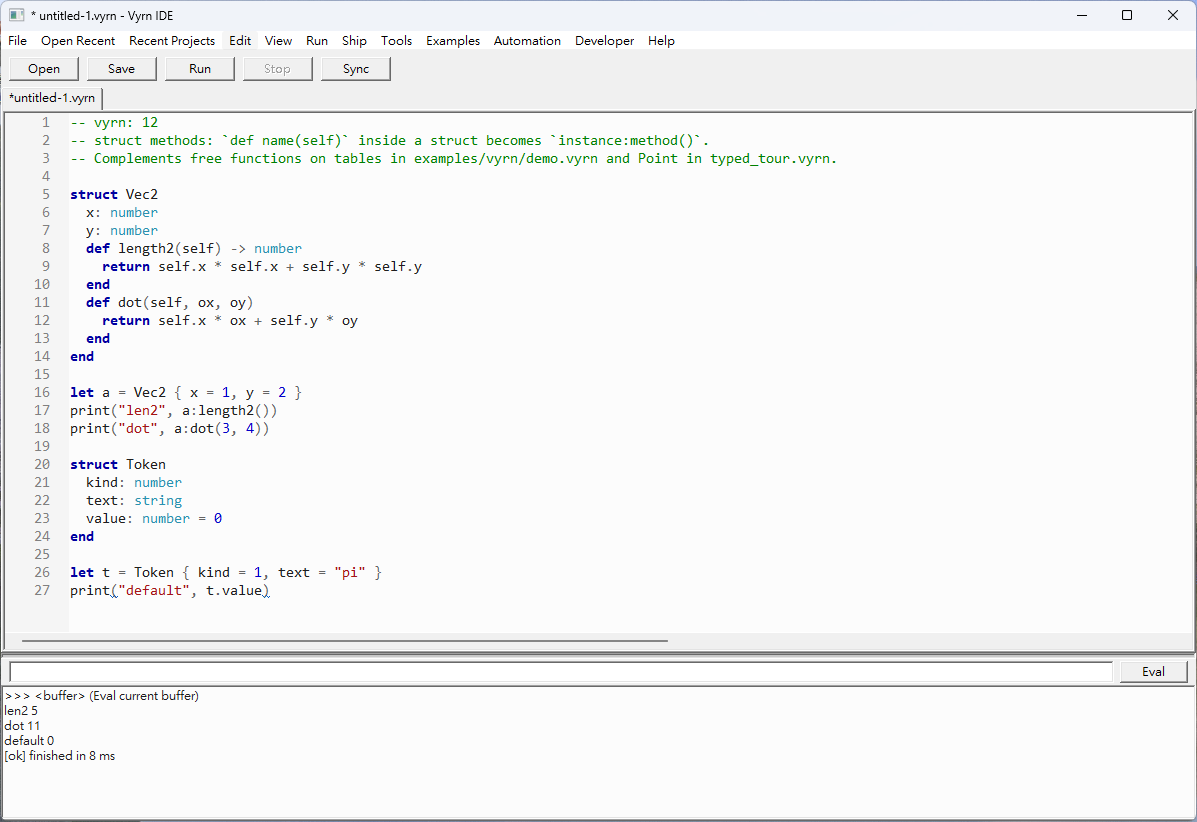 * untitled-1.vyrn - Vyrn IDE
File Open Recent Recent Projects Edit View Run Ship Tools Examples Automation Developer Help
Open Save Run Stop Sync
*untitled-1.vyrn
1 -- vyrn: 12
2 -- struct methods: `def name(self)` inside a struct becomes `instance:method()`.
3 -- Complements free functions on tables in examples/vyrn/demo.vyrn and Point in typed_tour.vyrn.
4
5 struct Vec2
6   x: number
7   y: number
8   def length2(self) -> number
9     return self.x * self.x + self.y * self.y
10   end
11   def dot(self, ox, oy)
12     return self.x * ox + self.y * oy
13   end
14 end
15
16 let a = Vec2 { x = 1, y = 2 }
17 print("len2", a:length2())
18 print("dot", a:dot(3, 4))
19
20 struct Token
21   kind: number
22   text: string
23   value: number = 0
24 end
25
26 let t = Token { kind = 1, text = "pi" }
27 print("default", t.value)
Eval
>>> <buffer> (Eval current buffer)
len2 5
dot 11
default 0
[ok] finished in 8 ms